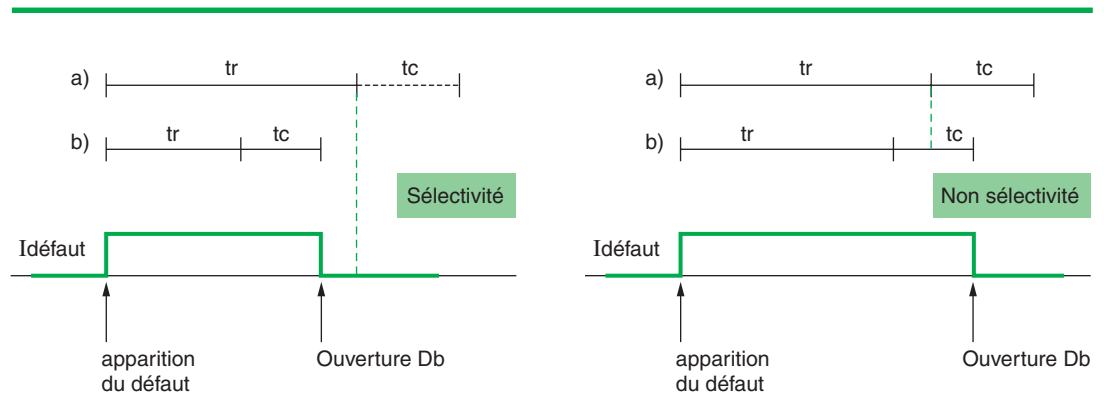 a) tr tc
b) tr tc
Sélectivité
Idéfaut
apparition
du défaut
Ouverture Db
a) tr tc
b) tr tc
Non sélectivité
Idéfaut
apparition
du défaut
Ouverture Db